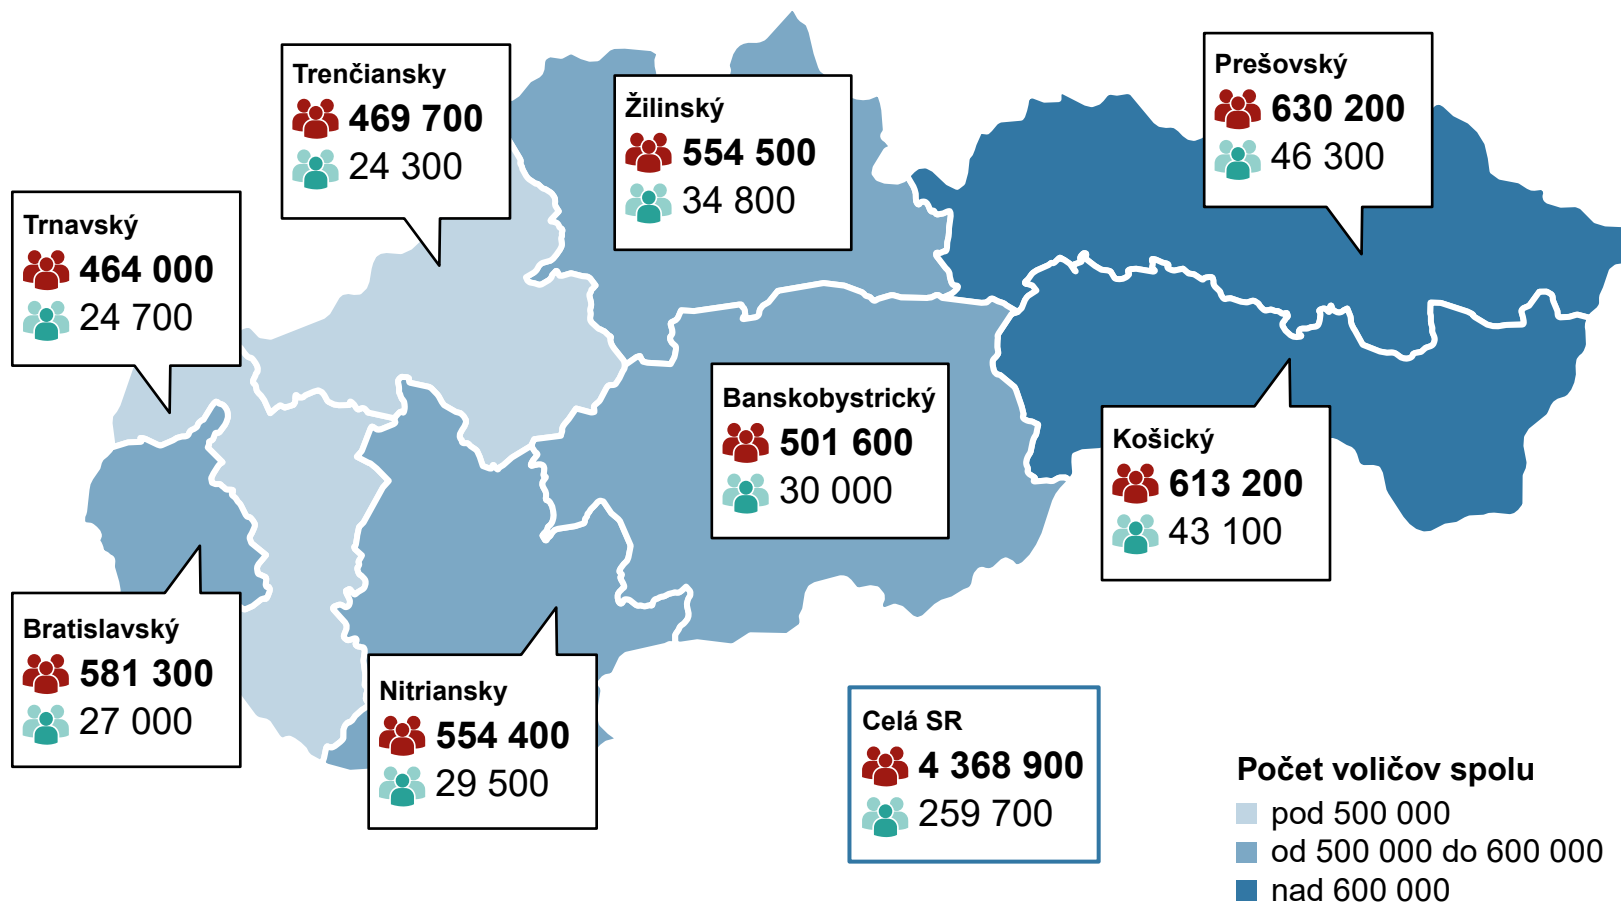 Trenčiansky
469 700
24 300
Žilinský
554 500
34 800
Prešovský
630 200
46 300
Trnavský
464 000
24 700
Banskobystrický
501 600
30 000
Košický
613 200
43 100
Bratislavský
581 300
27 000
Nitriansky
554 400
29 500
Celá SR
4 368 900
259 700
Počet voličov spolu
pod 500 000
od 500 000 do 600 000
nad 600 000